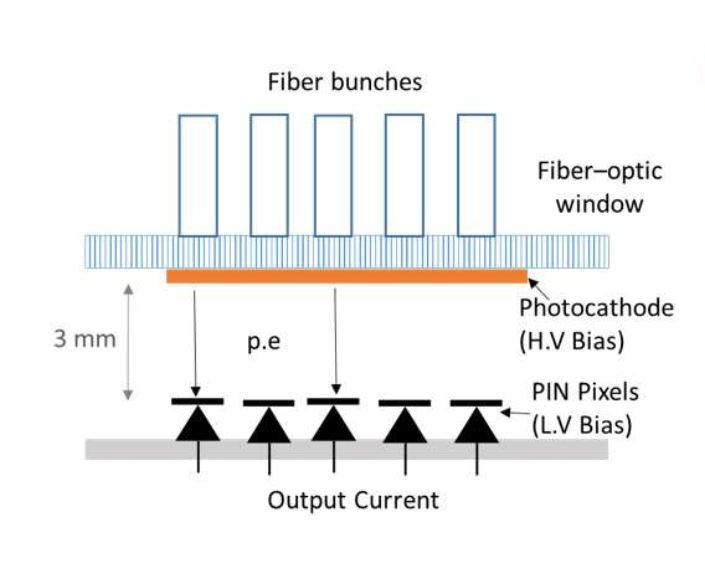 Fiber bunches
Fiber–optic
window
Photocathode
(H.V Bias)
3 mm
p.e
PIN Pixels
(L.V Bias)
Output Current